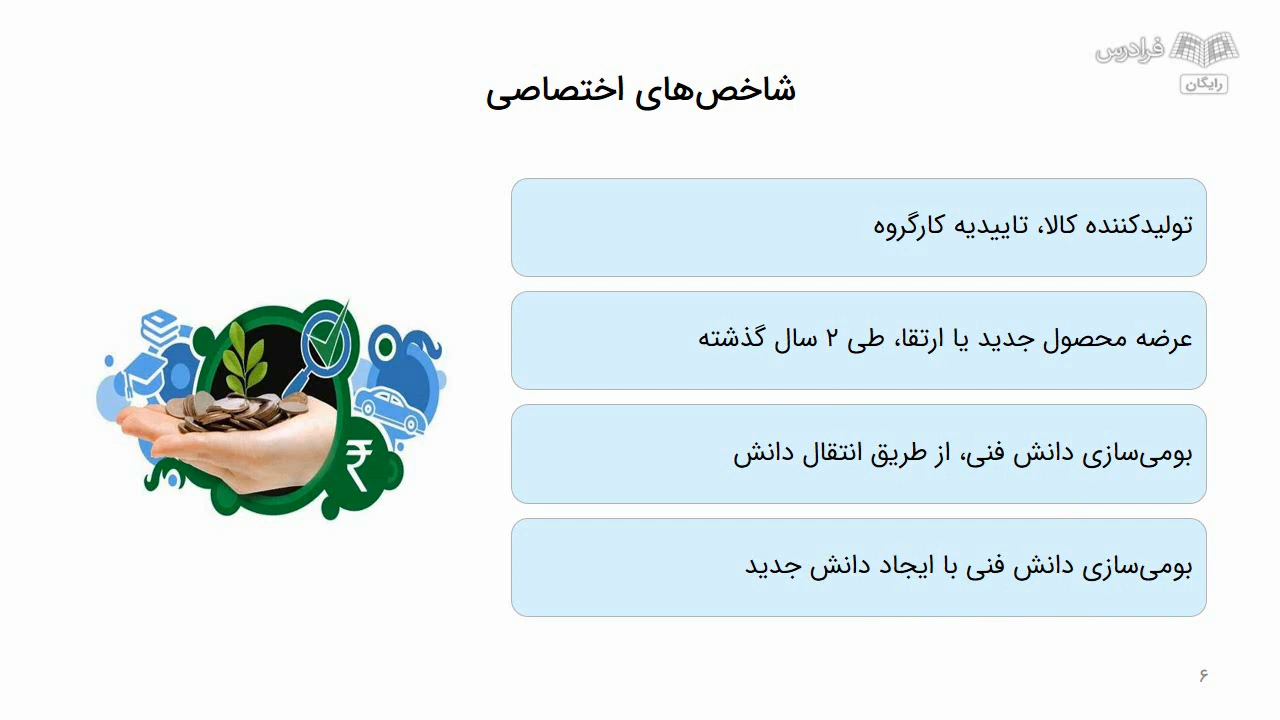 فرادرس
رایگان
شاخص‌های اختصاصی
تولیدکننده کالا، تاییدیه کارگروه
عرضه محصول جدید یا ارتقا، طی ۲ سال گذشته
بومی‌سازی دانش فنی، از طریق انتقال دانش
بومی‌سازی دانش فنی با ایجاد دانش جدید
₹
۶